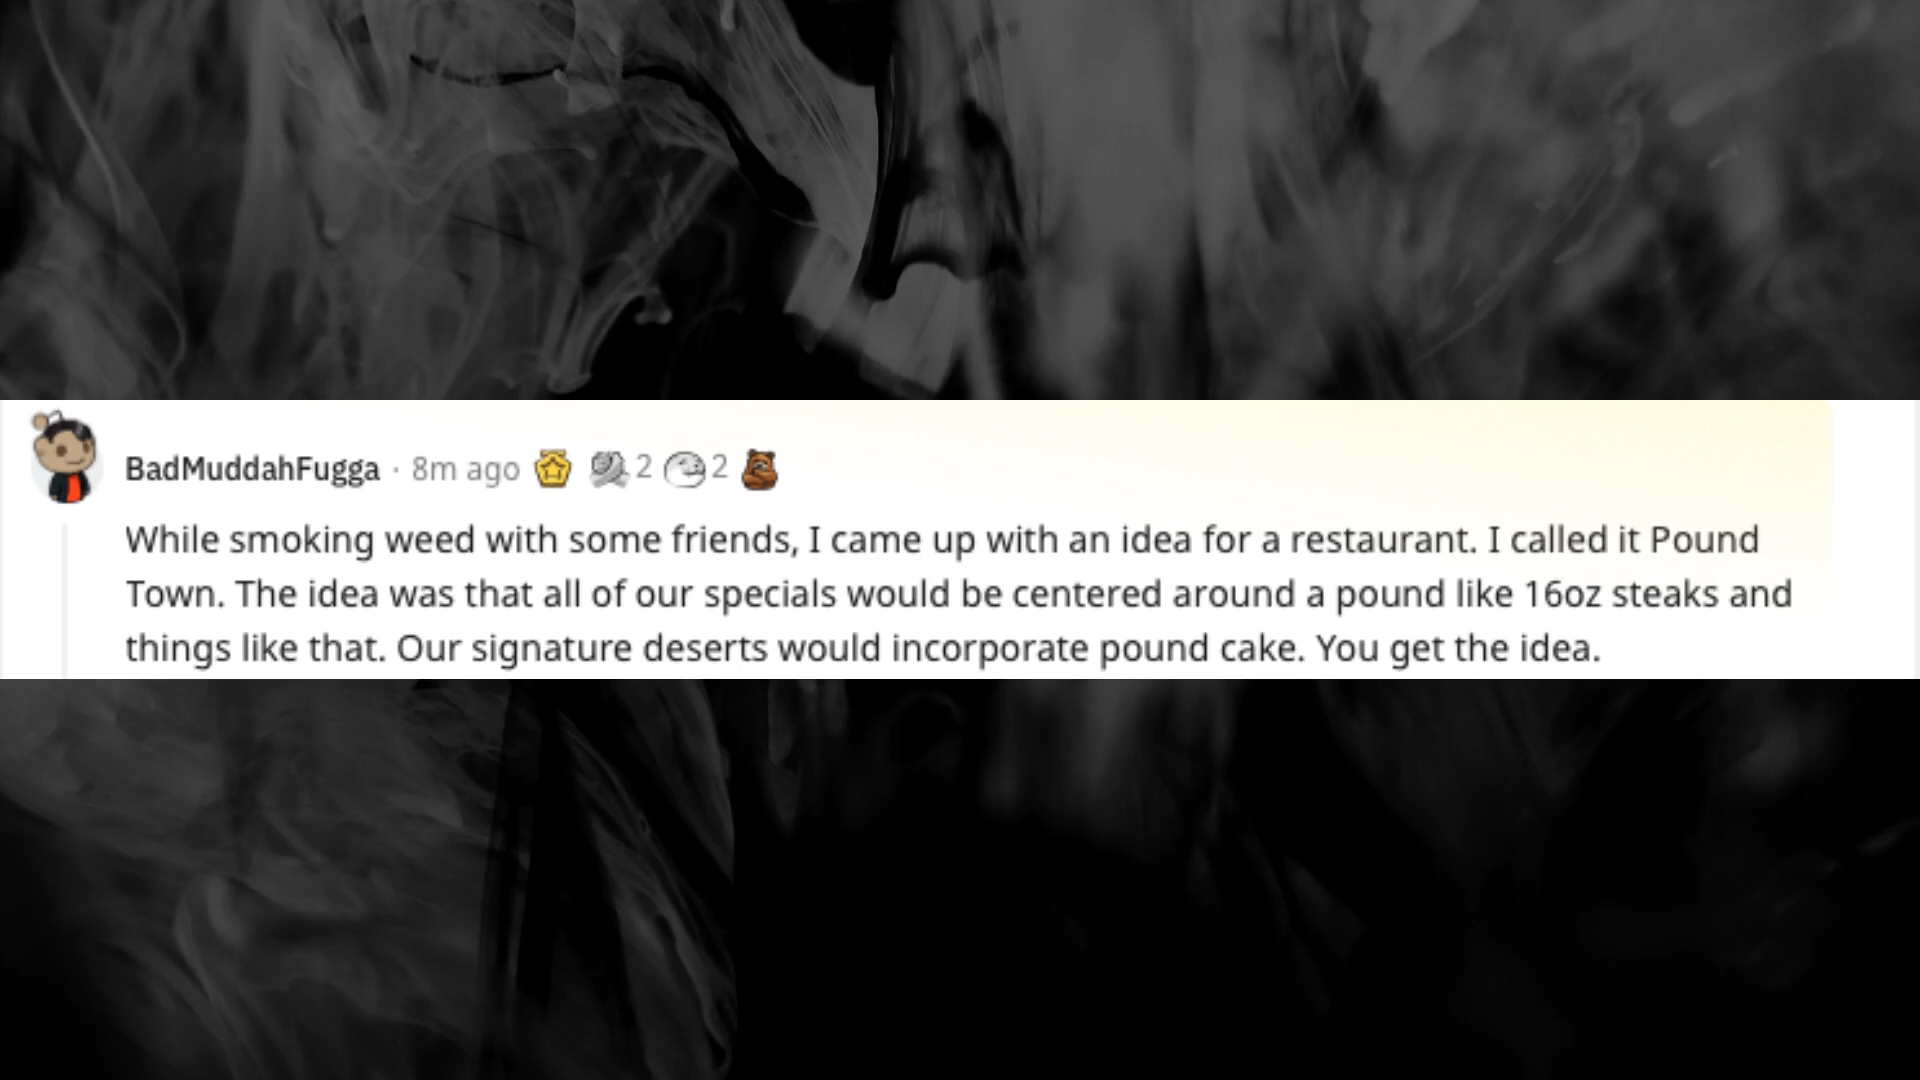 BadMuddahFugga · 8m ago 2 2
While smoking weed with some friends, I came up with an idea for a restaurant. I called it Pound
Town. The idea was that all of our specials would be centered around a pound like 16oz steaks and
things like that. Our signature deserts would incorporate pound cake. You get the idea.